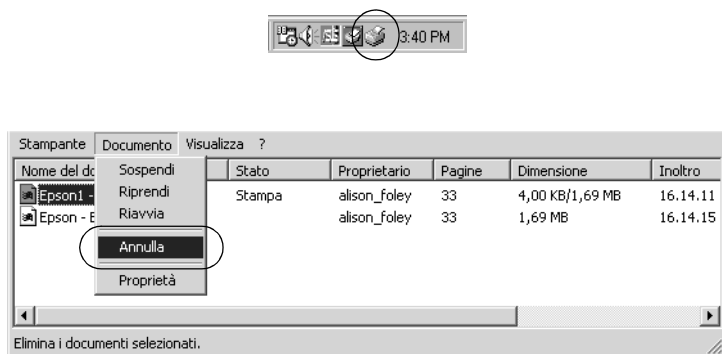 3:40 PM
Stampante Documento Visualizza ?
Nome del do Stato Proprietario Pagine Dimensione Inoltro
Sospendi
Epson1 - Stampa alison_foley 33 4,00 KB/1,69 MB 16.14.11
Riprendi
Epson - E alison_foley 33 1,69 MB 16.14.15
Riavvia
Annulla
Proprietà
Elimina i documenti selezionati.